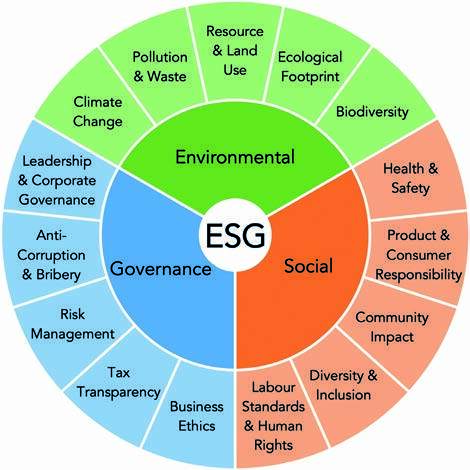 Resource
& Land
Use
Pollution
& Waste
Ecological
Footprint
Climate
Change
Biodiversity
Environmental
Leadership
& Corporate
Governance
Health &
Safety
Anti-
Corruption
& Bribery
Governance
ESG
Social
Product &
Consumer
Responsibility
Risk
Management
Community
Impact
Tax
Transparency
Diversity &
Inclusion
Business
Ethics
Labour
Standards
& Human
Rights